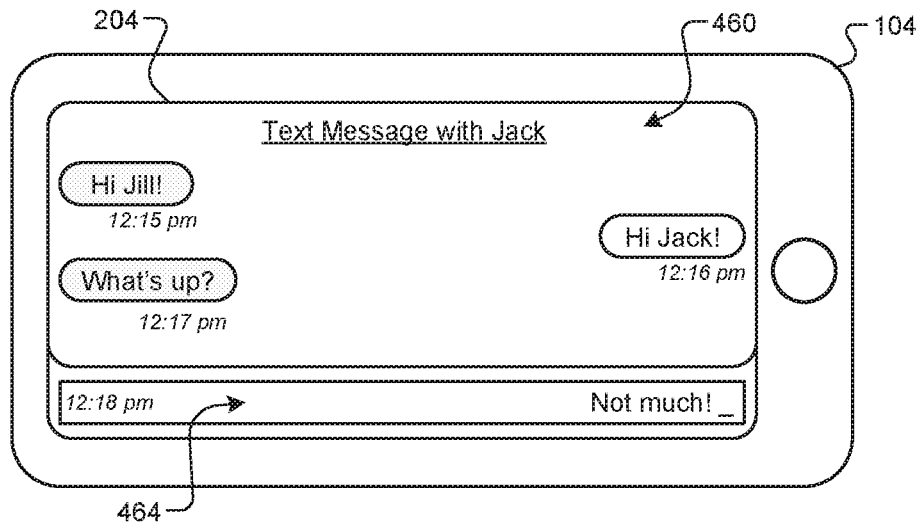 204
460
104
Text Message with Jack
Hi Jill!
12:15 pm
Hi Jack!
12:16 pm
What's up?
12:17 pm
12:18 pm Not much! _
464